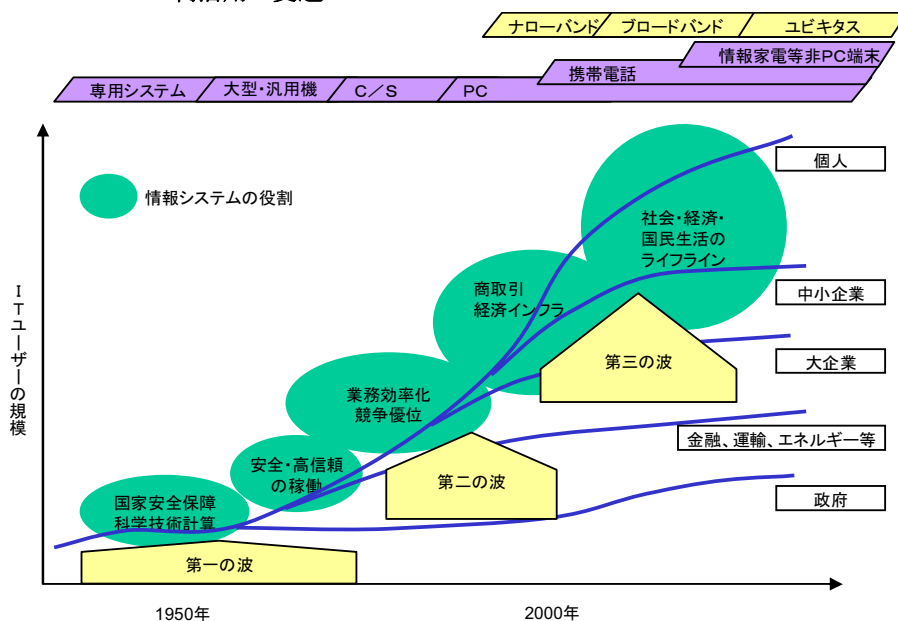 ナローバンド
ブロードバンド
ユビキタス
情報家電等非PC端末
携帯電話
専用システム
大型・汎用機
C／S
PC
個人
情報システムの役割
社会・経済・
国民生活の
ライフライン
中小企業
商取引
経済インフラ
ITユーザーの規模
大企業
第三の波
業務効率化
競争優位
金融、運輸、エネルギー等
安全・高信頼
の稼働
第二の波
政府
国家安全保障
科学技術計算
第一の波
1950年
2000年